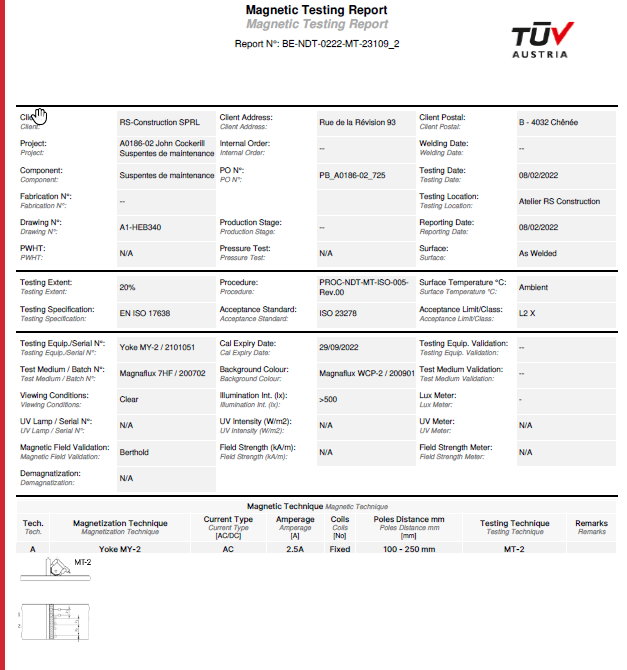 Magnetic Testing Report
Magnetic Testing Report
Report N°: BE-NDT-0222-MT-23109_2
TÜV
AUSTRIA
Client:
RS-Construction SPRL
Client Address:
Client Address:
Rue de la Révision 93
Client Postal:
Client Postal:
B - 4032 Chênée
Project:
Project:
A0186-02 John Cockerill
Suspentes de maintenance
Internal Order:
Internal Order:
--
Welding Date:
Welding Date:
--
Component:
Component:
Suspentes de maintenance
PO N°:
PO N°:
PB_A0186-02_725
Testing Date:
Testing Date:
08/02/2022
Fabrication N°:
Fabrication N°:
--
Testing Location:
Testing Location:
Atelier RS Construction
Drawing N°:
Drawing N°:
A1-HEB340
Production Stage:
Production Stage:
--
Reporting Date:
Reporting Date:
08/02/2022
PWHT:
PWHT:
N/A
Pressure Test:
Pressure Test:
N/A
Surface:
Surface:
As Welded
Testing Extent:
Testing Extent:
20%
Procedure:
Procedure:
PROC-NDT-MT-ISO-005-
Rev.00
Surface Temperature °C:
Surface Temperature °C:
Ambient
Testing Specification:
Testing Specification:
EN ISO 17638
Acceptance Standard:
Acceptance Standard:
ISO 23278
Acceptance Limit/Class:
Acceptance Limit/Class:
L2 X
Testing Equip./Serial N°:
Testing Equip./Serial N°:
Yoke MY-2 / 2101051
Cal Expiry Date:
Cal Expiry Date:
29/09/2022
Testing Equip. Validation:
Testing Equip. Validation:
--
Test Medium / Batch N°:
Test Medium / Batch N°:
Magnaflux 7HF / 200702
Background Colour:
Background Colour:
Magnaflux WCP-2 / 200901
Test Medium Validation:
Test Medium Validation:
--
Viewing Conditions:
Viewing Conditions:
Clear
Illumination Int. (lx):
Illumination Int. (lx):
>500
Lux Meter:
Lux Meter:
-
UV Lamp / Serial N°:
UV Lamp / Serial N°:
N/A
UV Intensity (W/m2):
UV Intensity (W/m2):
N/A
UV Meter:
UV Meter:
N/A
Magnetic Field Validation:
Magnetic Field Validation:
Berthold
Field Strength (kA/m):
Field Strength (kA/m):
N/A
Field Strength Meter:
Field Strength Meter:
N/A
Demagnatization:
Demagnatization:
N/A
Magnetic Technique Magnetic Technique
Tech.
Tech.
Magnetization Technique
Magnetization Technique
Current Type
Current Type
[AC/DC]
Amperage
Amperage
[A]
Coils
Coils
[No]
Poles Distance mm
Poles Distance mm
[mm]
Testing Technique
Testing Technique
Remarks
Remarks
A
Yoke MY-2
AC
2.5A
Fixed
100 - 250 mm
MT-2
MT-2